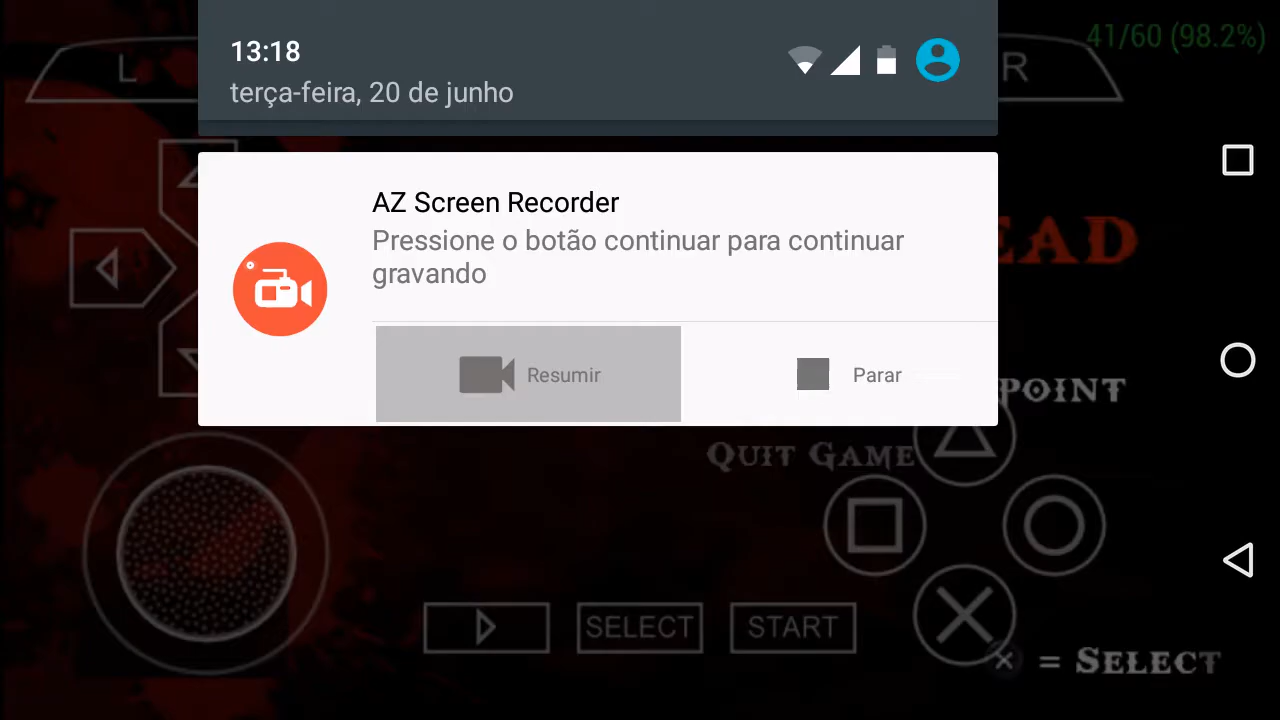 13:18
41/60 (98.2%)
L
R
terça-feira, 20 de junho
AZ Screen Recorder
Pressione o botão continuar para continuar
gravando
EAD
Resumir
Parar
POINT
QUIT GAME
SELECT
START
= SELECT